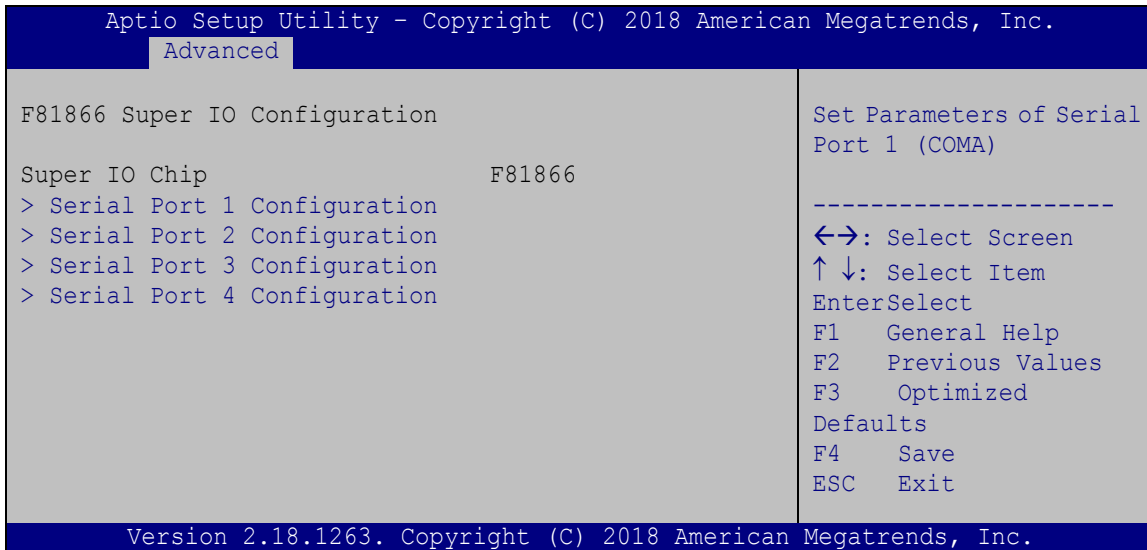 Aptio Setup Utility – Copyright (C) 2018 American Megatrends, Inc.
Advanced
F81866 Super IO Configuration
Super IO Chip F81866
> Serial Port 1 Configuration
> Serial Port 2 Configuration
> Serial Port 3 Configuration
> Serial Port 4 Configuration
Set Parameters of Serial
Port 1 (COMA)
---------------------
←→: Select Screen
↑ ↓: Select Item
EnterSelect
F1 General Help
F2 Previous Values
F3 Optimized
Defaults
F4 Save
ESC Exit
Version 2.18.1263. Copyright (C) 2018 American Megatrends, Inc.